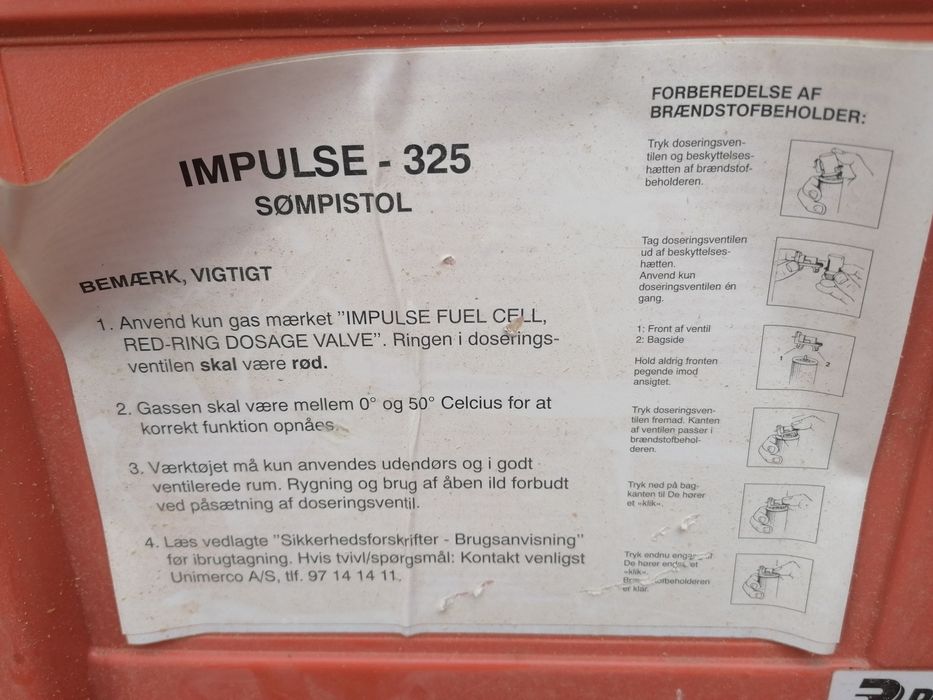 IMPULSE - 325
SØMPISTOL
BEMÆRK, VIGTIGT
1. Anvend kun gas mærket ”IMPULSE FUEL CELL,
RED-RING DOSAGE VALVE”. Ringen i doserings-
ventilen skal være rød.
2. Gassen skal være mellem 0° og 50° Celcius for at
korrekt funktion opnåes.
3. Værktøjet må kun anvendes udendørs og i godt
ventilerede rum. Rygning og brug af åben ild forbudt
ved påsætning af doseringsventil.
4. Læs vedlagte ”Sikkerhedsforskrifter - Brugsanvisning”
før ibrugtagning. Hvis tvivl/spørgsmål: Kontakt venligst
Unimerco A/S, tlf. 97 14 14 11.
FORBEREDELSE AF
BRÆNDSTOFBEHOLDER:
Tryk doseringsven-
tilen og beskyttelses-
hætten af brændstof-
beholderen.
Tag doseringsventilen
ud af beskyttelses-
hætten.
Anvend kun
doseringsventilen én
gang.
1: Front af ventil
2: Bagside
1
2
Hold aldrig fronten
pegende imod
ansigtet.
Tryk doseringsven-
tilen fremad. Kanten
af ventilen passer i
brændstofbehol-
deren.
Tryk ned på bag-
kanten til De hører
et »klik«.
Tryk endnu engang
De hører endnu et
»klik«.
er klar.